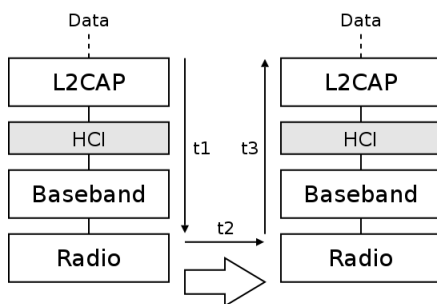 Data
L2CAP
HCI
Baseband
Radio
t1
t2
t3
Data
L2CAP
HCI
Baseband
Radio